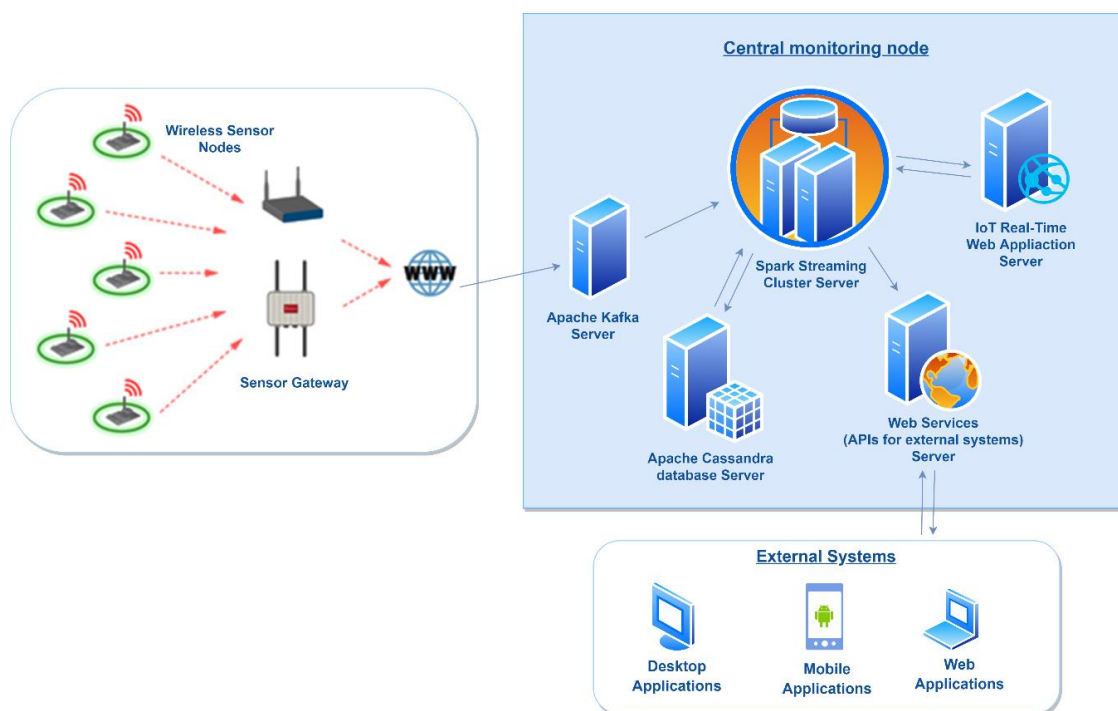 Central monitoring node
Wireless Sensor
Nodes
Sensor Gateway
WWW
Apache Kafka
Server
Spark Streaming
Cluster Server
IoT Real-Time
Web Appliaction
Server
Apache Cassandra
database Server
Web Services
(APIs for external systems)
Server
External Systems
Desktop
Applications
Mobile
Applications
Web
Applications